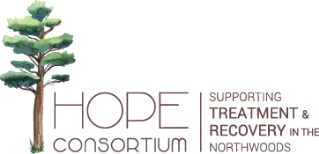 HOPE
CONSORTIUM
SUPPORTING
TREATMENT &
RECOVERY IN THE
NORTHWOODS